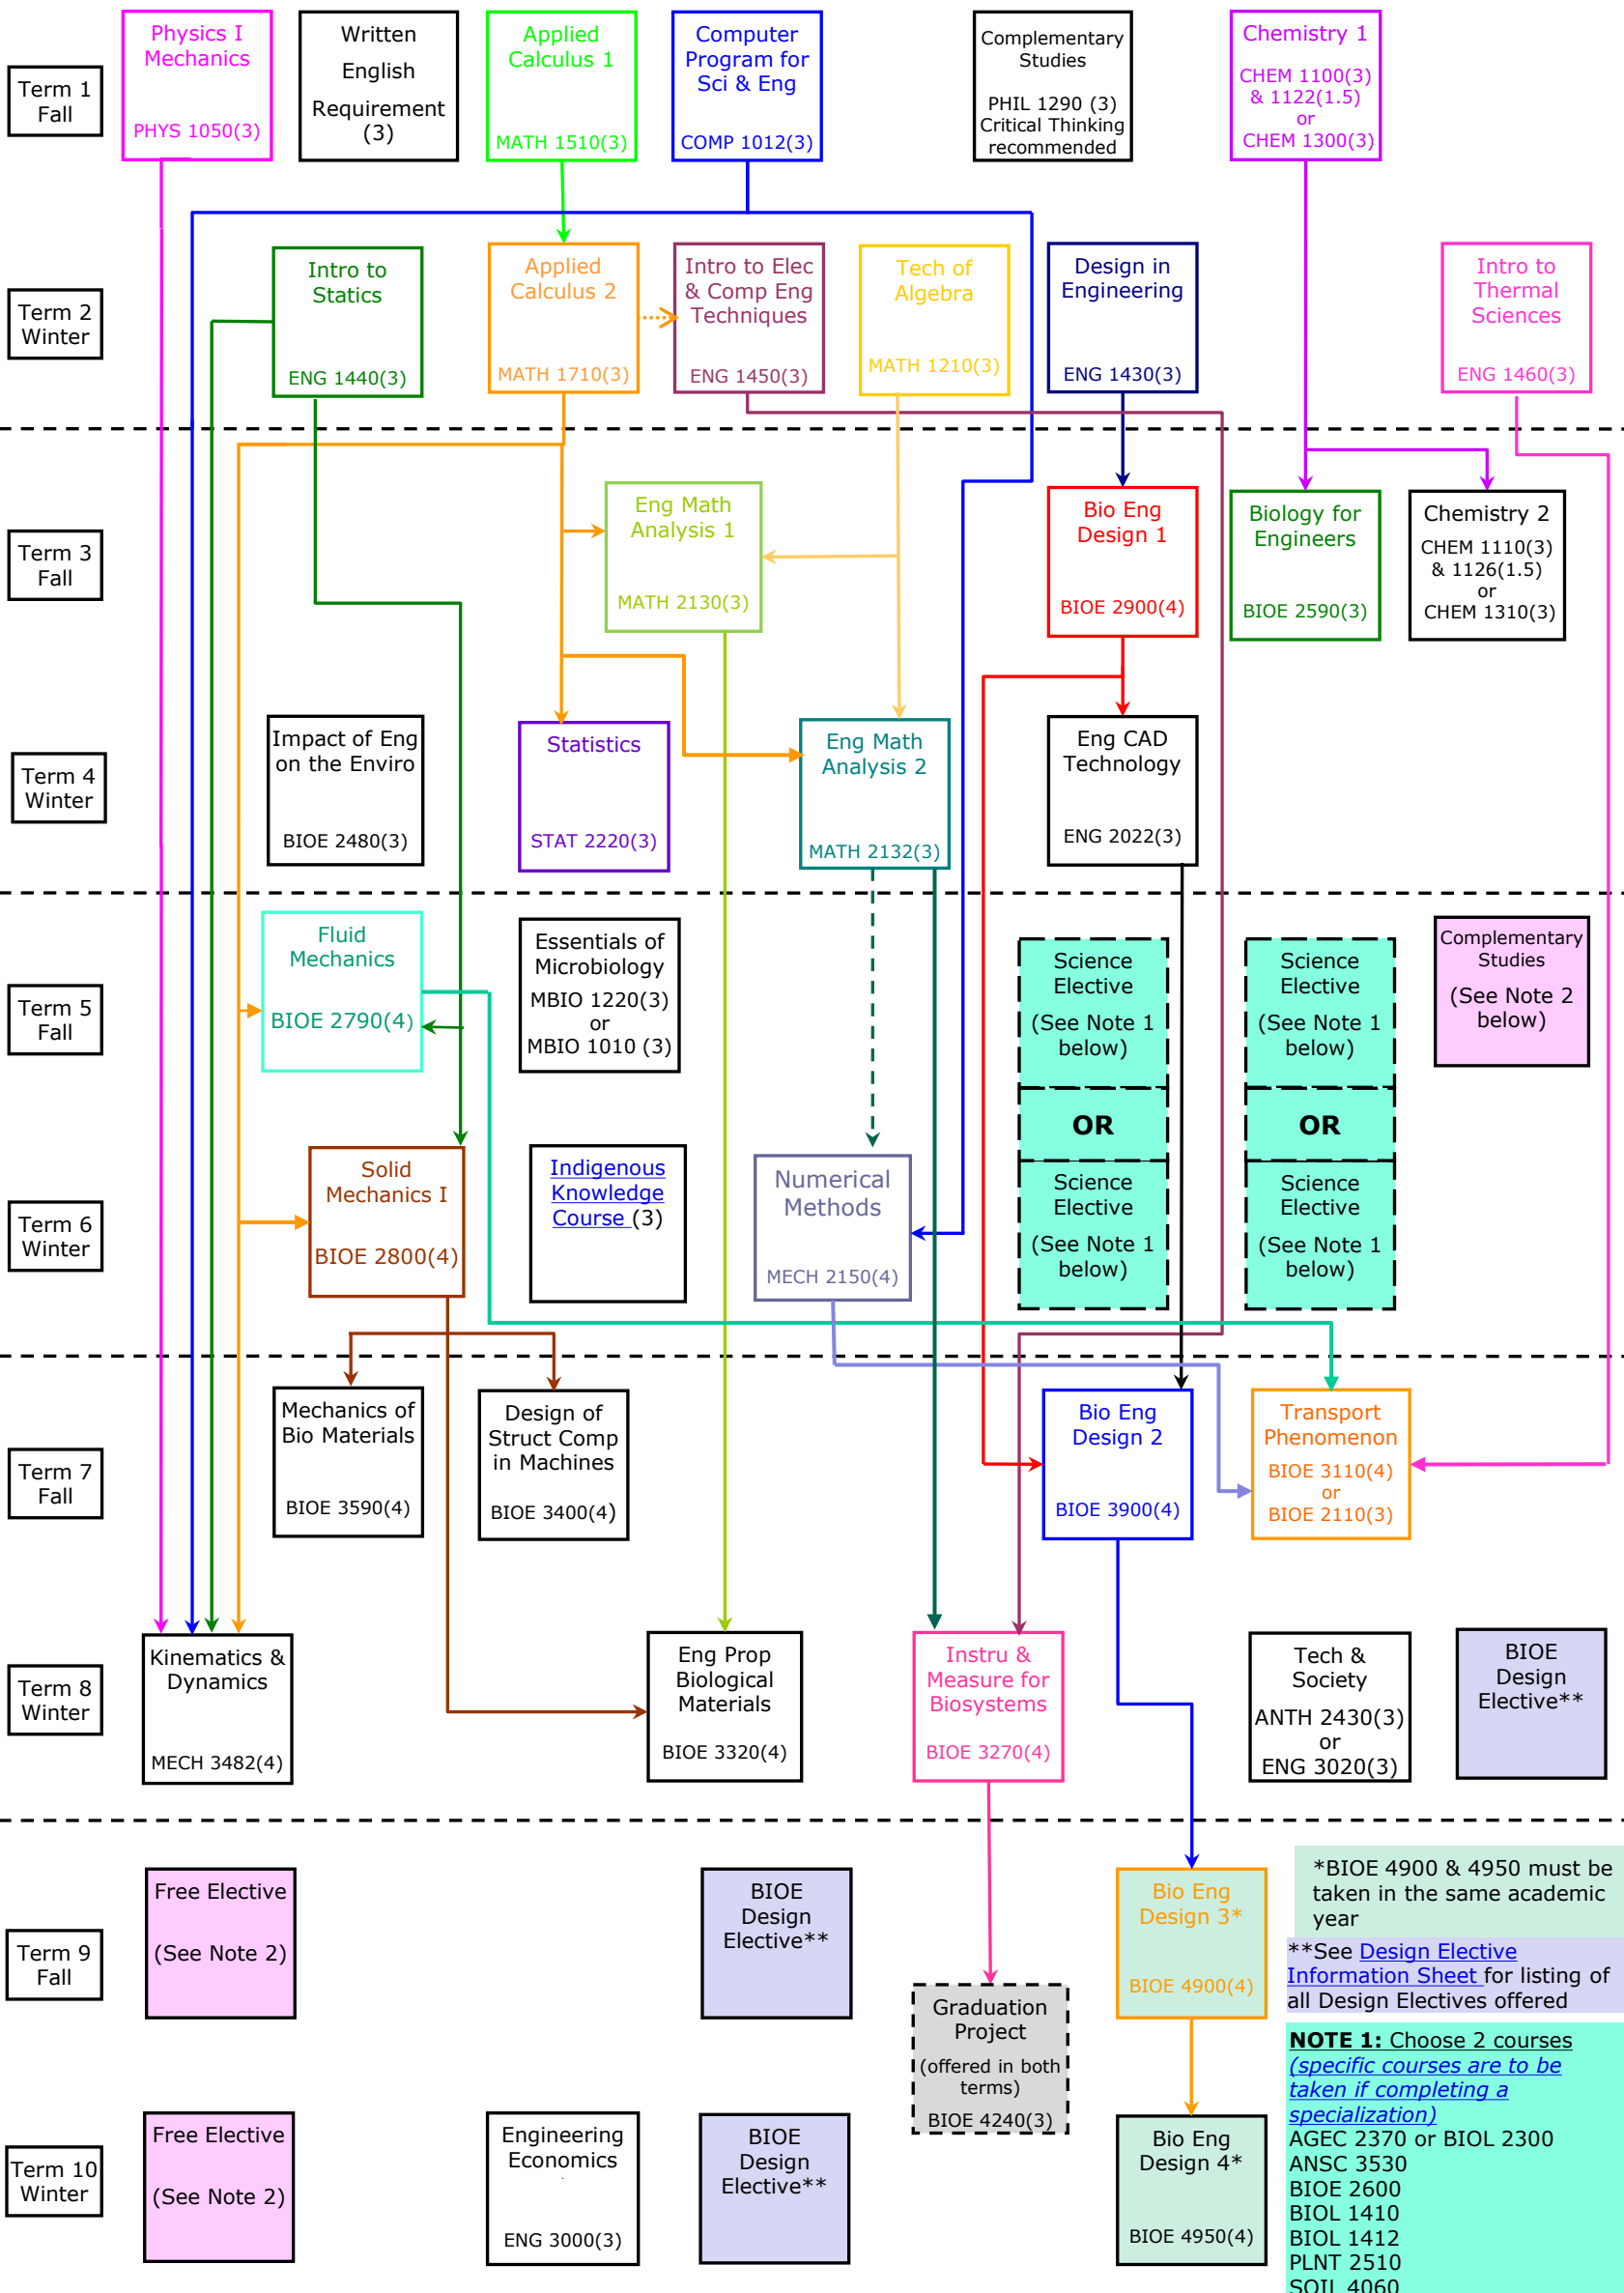 Term 1
Fall
Physics I
Mechanics
PHYS 1050(3)
Written
English
Requirement
(3)
Applied
Calculus 1
MATH 1510(3)
Computer
Program for
Sci & Eng
COMP 1012(3)
Complementary
Studies
PHIL 1290 (3)
Critical Thinking
recommended
Chemistry 1
CHEM 1100(3)
& 1122(1.5)
or
CHEM 1300(3)
Term 2
Winter
Intro to
Statics
ENG 1440(3)
Applied
Calculus 2
MATH 1710(3)
Intro to Elec
& Comp Eng
Techniques
ENG 1450(3)
Tech of
Algebra
MATH 1210(3)
Design in
Engineering
ENG 1430(3)
Intro to
Thermal
Sciences
ENG 1460(3)
Term 3
Fall
Eng Math
Analysis 1
MATH 2130(3)
Bio Eng
Design 1
BIOE 2900(4)
Biology for
Engineers
BIOE 2590(3)
Chemistry 2
CHEM 1110(3)
& 1126(1.5)
or
CHEM 1310(3)
Term 4
Winter
Impact of Eng
on the Enviro
BIOE 2480(3)
Statistics
STAT 2220(3)
Eng Math
Analysis 2
MATH 2132(3)
Eng CAD
Technology
ENG 2022(3)
Term 5
Fall
Fluid
Mechanics
BIOE 2790(4)
Essentials of
Microbiology
MBIO 1220(3)
or
MBIO 1010 (3)
Science
Elective
(See Note 1
below)
Science
Elective
(See Note 1
below)
Complementary
Studies
(See Note 2
below)
OR
OR
Term 6
Winter
Solid
Mechanics I
BIOE 2800(4)
Indigenous
Knowledge
Course (3)
Numerical
Methods
MECH 2150(4)
Science
Elective
(See Note 1
below)
Science
Elective
(See Note 1
below)
Term 7
Fall
Mechanics of
Bio Materials
BIOE 3590(4)
Design of
Struct Comp
in Machines
BIOE 3400(4)
Bio Eng
Design 2
BIOE 3900(4)
Transport
Phenomenon
BIOE 3110(4)
or
BIOE 2110(3)
Term 8
Winter
Kinematics &
Dynamics
MECH 3482(4)
Eng Prop
Biological
Materials
BIOE 3320(4)
Instru &
Measure for
Biosystems
BIOE 3270(4)
Tech &
Society
ANTH 2430(3)
or
ENG 3020(3)
BIOE
Design
Elective**
Term 9
Fall
Free Elective
(See Note 2)
BIOE
Design
Elective**
Graduation
Project
(offered in both
terms)
BIOE 4240(3)
Bio Eng
Design 3*
BIOE 4900(4)
*BIOE 4900 & 4950 must be
taken in the same academic
year
**See Design Elective
Information Sheet for listing of
all Design Electives offered
Term 10
Winter
Free Elective
(See Note 2)
Engineering
Economics
ENG 3000(3)
BIOE
Design
Elective**
Bio Eng
Design 4*
BIOE 4950(4)
NOTE 1: Choose 2 courses
(specific courses are to be
taken if completing a
specialization)
AGEC 2370 or BIOL 2300
ANSC 3530
BIOE 2600
BIOL 1410
BIOL 1412
PLNT 2510
SOIL 4060